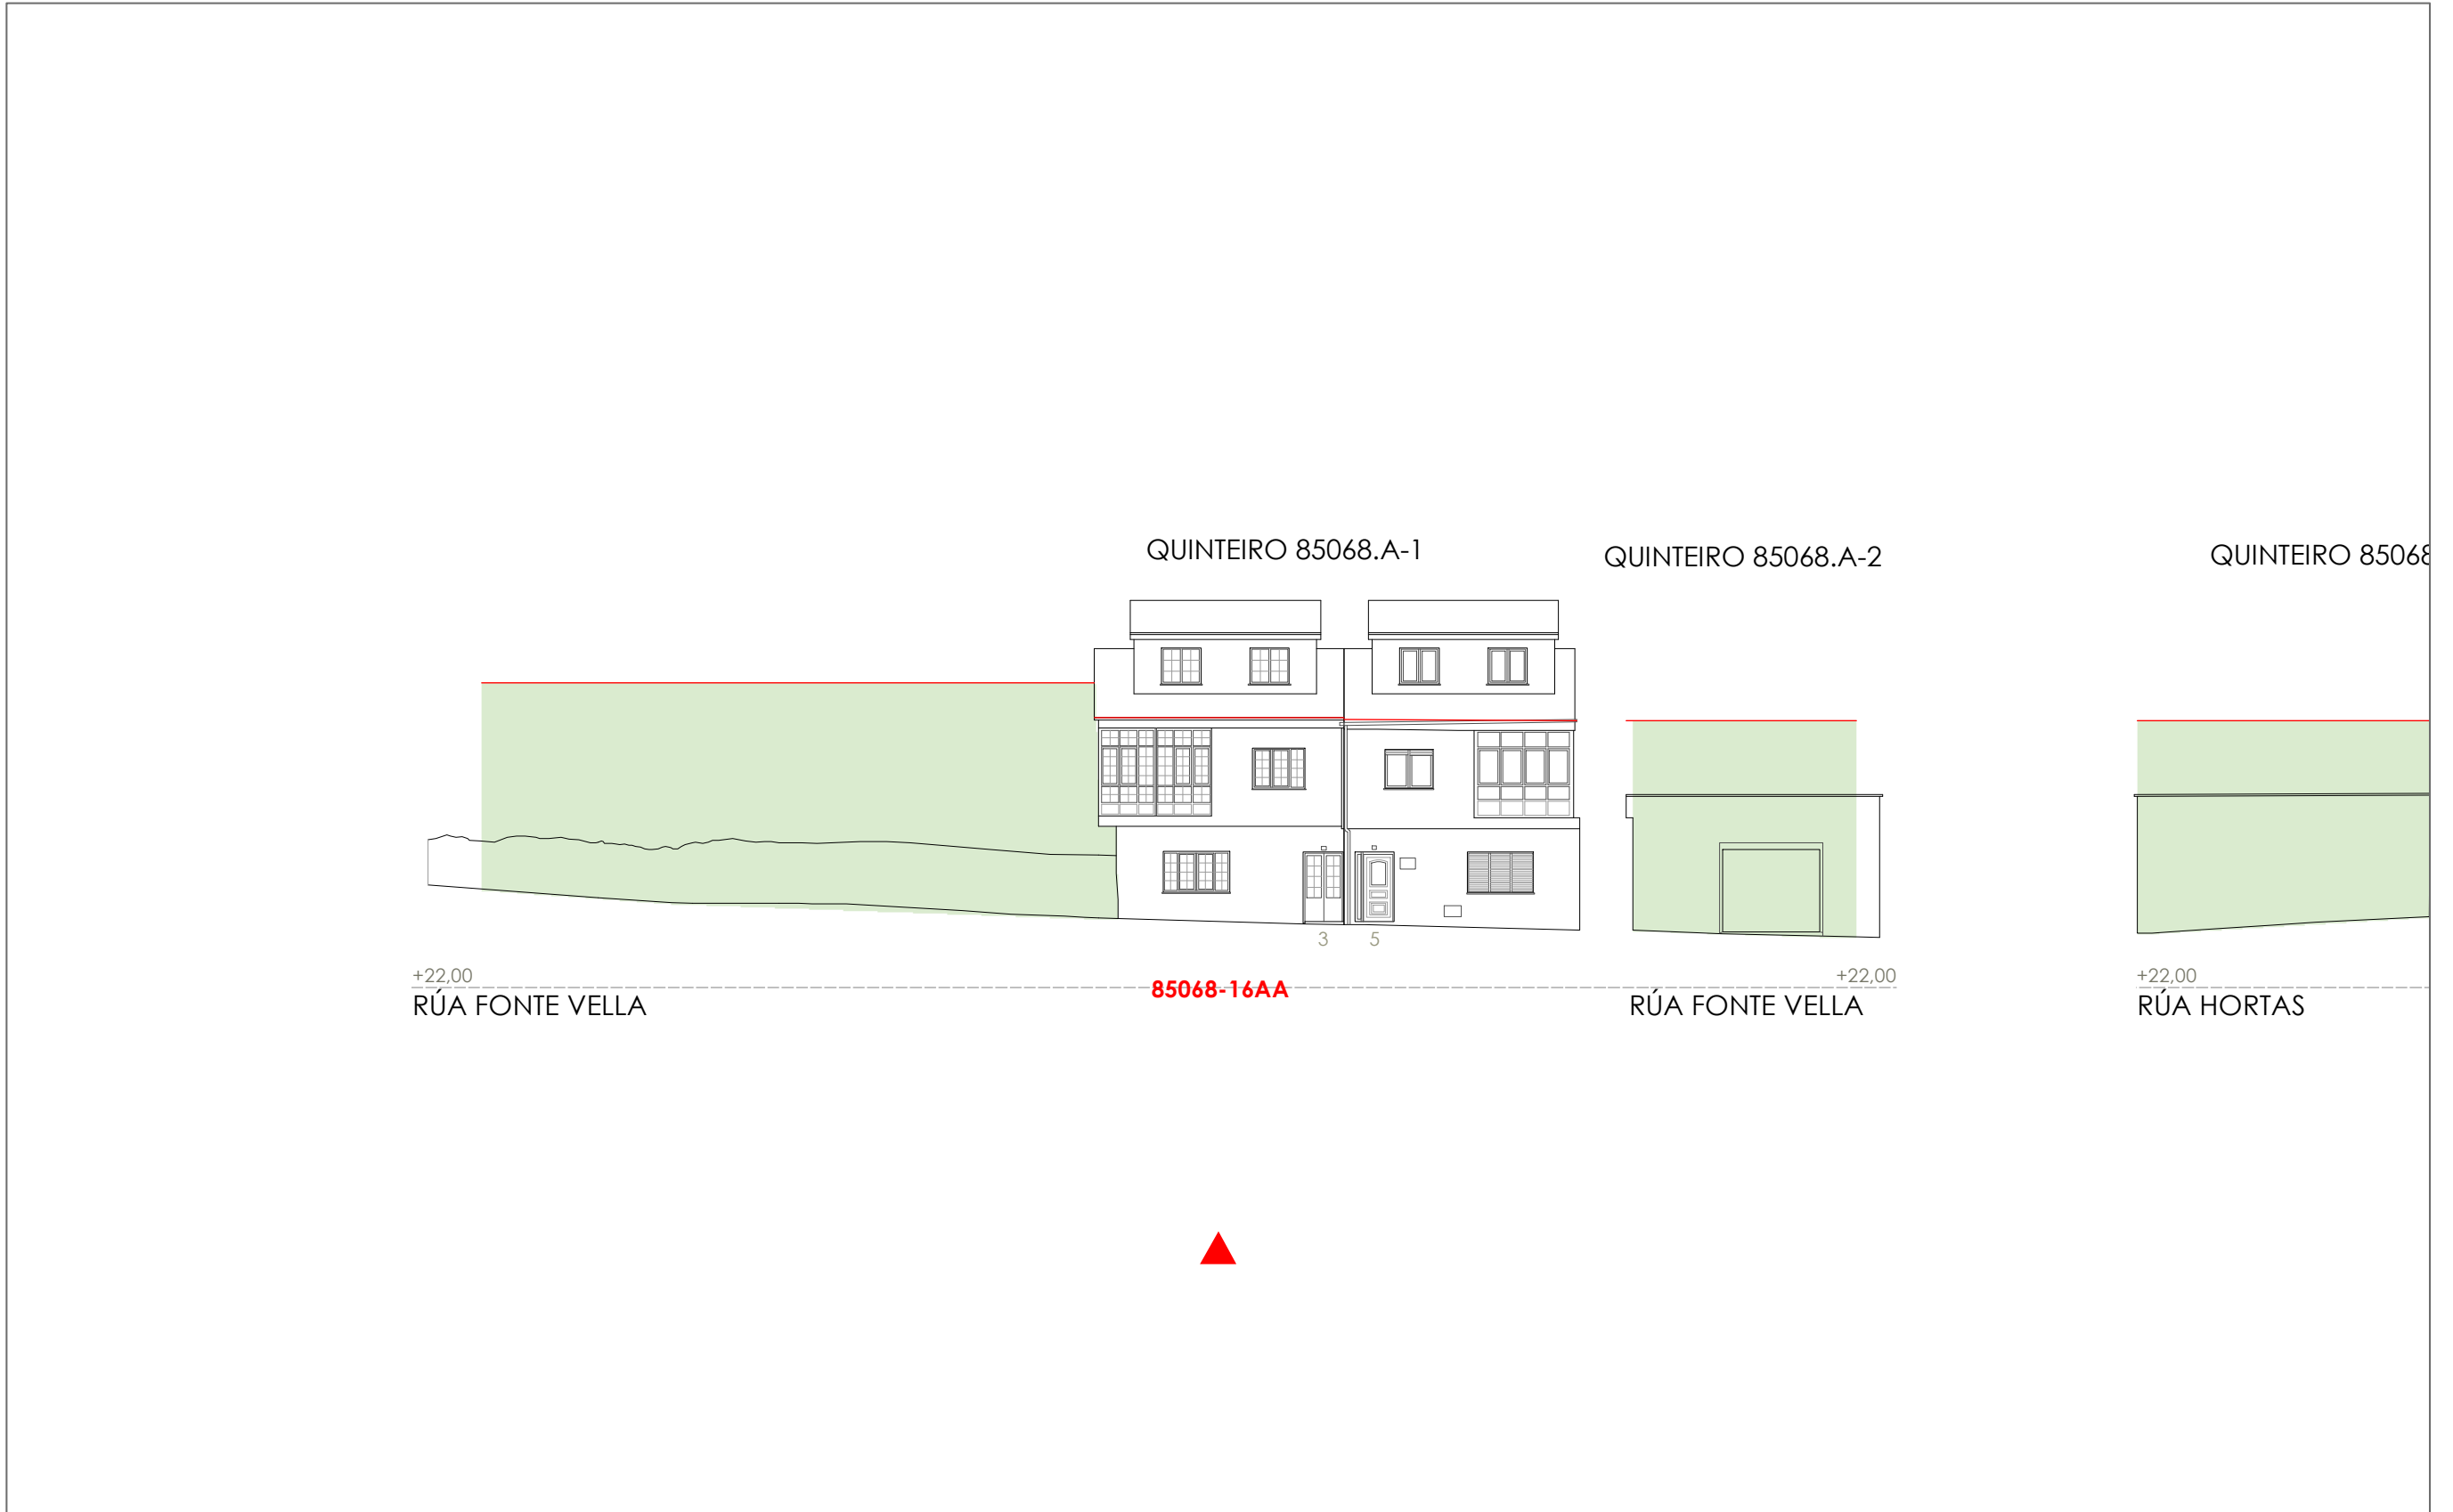 QUINTEIRO 85068.A-1
QUINTEIRO 85068.A-2
QUINTEIRO 85068
3 5
+22,00
+22,00
+22,00
85068-16AA
RÚA FONTE VELLA
RÚA FONTE VELLA
RÚA HORTAS